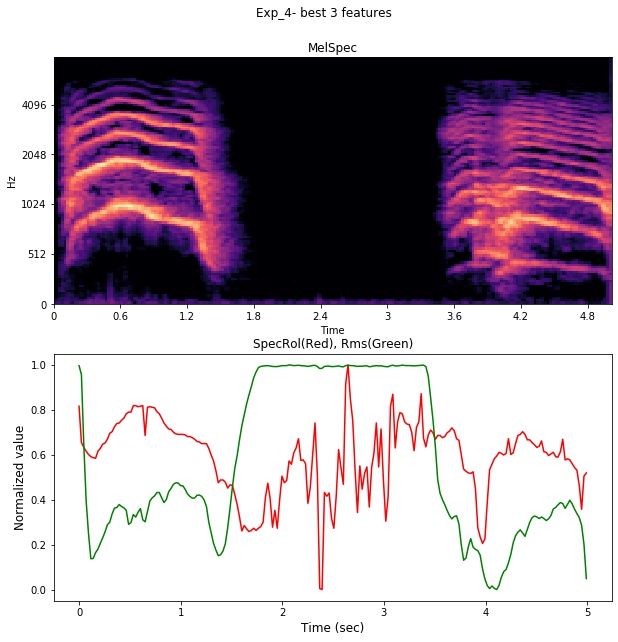 Exp_4- best 3 features
MelSpec
4096
2048
1024
512
0
Hz
0 0.6 1.2 1.8 2.4 3 3.6 4.2 4.8
Time
SpecRol(Red), Rms(Green)
1.0
0.8
0.6
0.4
0.2
0.0
Normalized value
0 1 2 3 4 5
Time (sec)